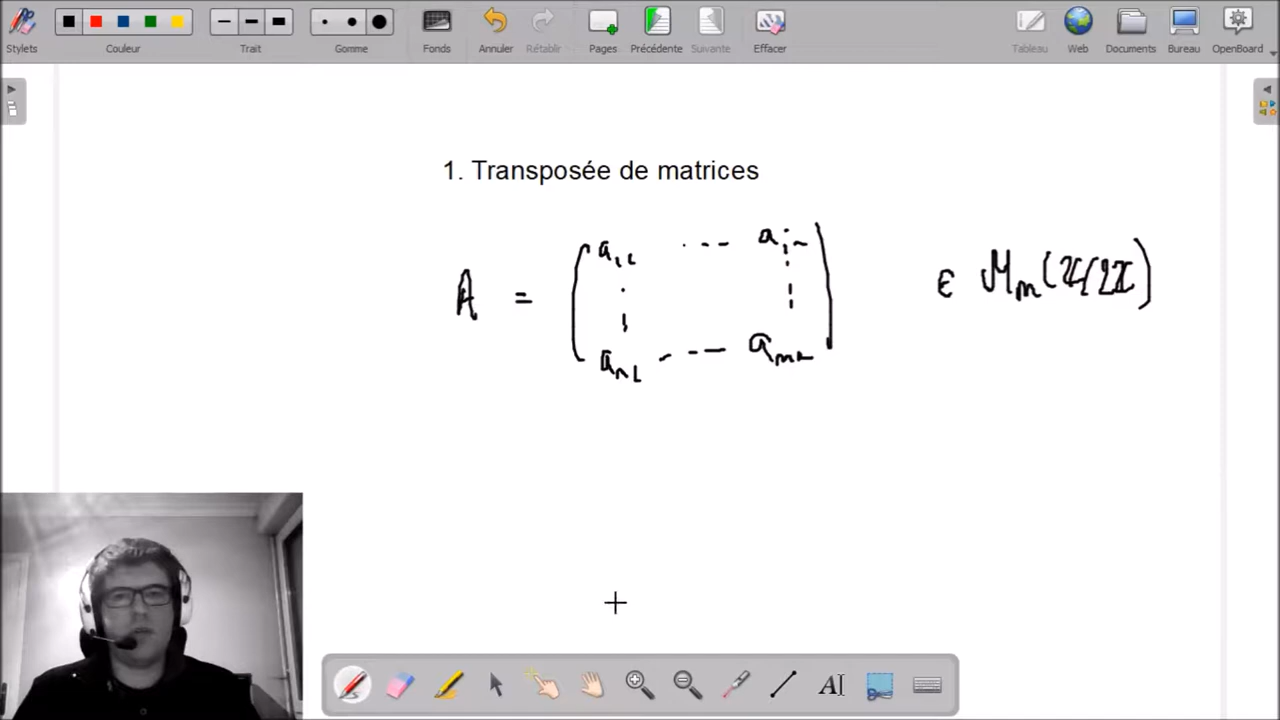 Stylets Couleur Trait Gomme Fonds Annuler Rétablir Pages Précédente Suivante Effacer Tableau Web Documents Bureau OpenBoard
1. Transposée de matrices
a₁₁ --- a₁ₙ
A = ( ) ∈ Mₙ(ℤ/2ℤ)
aₙ₁ --- aₙₙ
AI